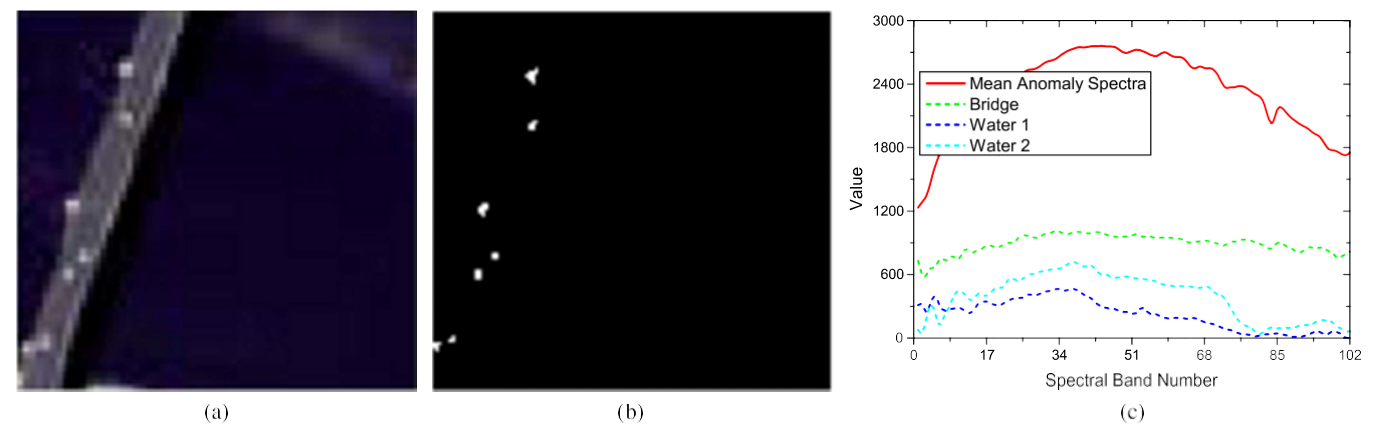 3000
2400
1800
1200
600
0
Value
Mean Anomaly Spectra
Bridge
Water 1
Water 2
0 17 34 51 68 85 102
Spectral Band Number
(a) (b) (c)